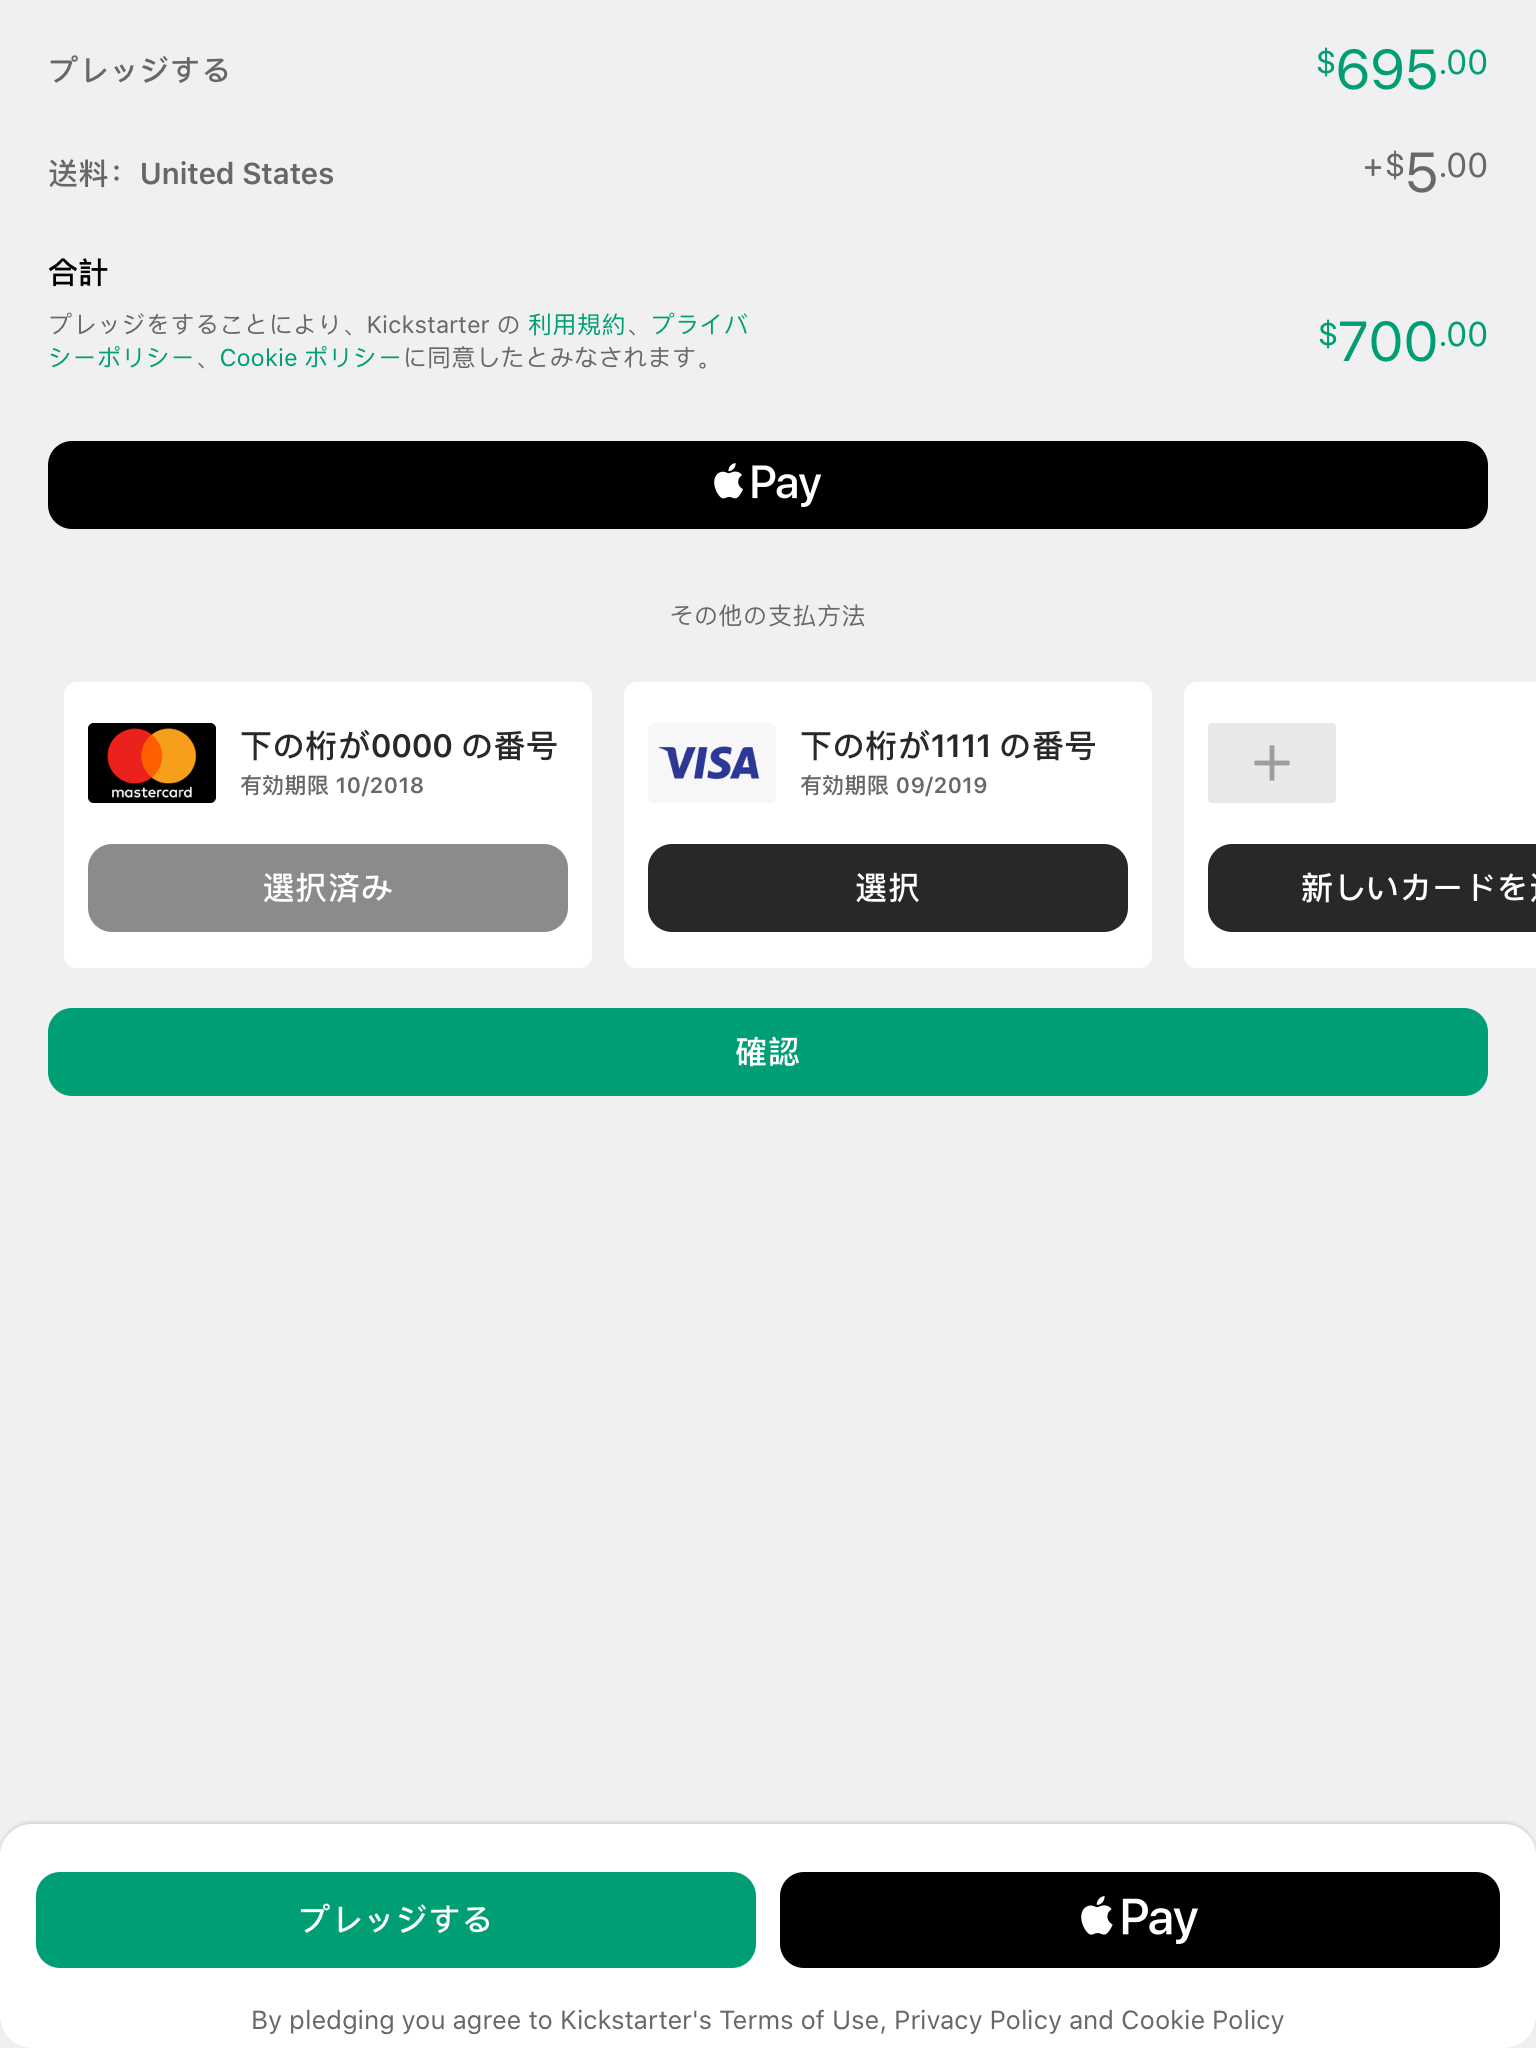 プレッジする
$695.00
送料： United States
+$5.00
合計
プレッジをすることにより、Kickstarter の 利用規約、プライバ
シーポリシー、Cookie ポリシーに同意したとみなされます。
$700.00
Pay
その他の支払方法
mastercard
下の桁が0000 の番号
有効期限 10/2018
選択済み
VISA
下の桁が1111 の番号
有効期限 09/2019
選択
新しいカードを
確認
プレッジする
Pay
By pledging you agree to Kickstarter's Terms of Use, Privacy Policy and Cookie Policy